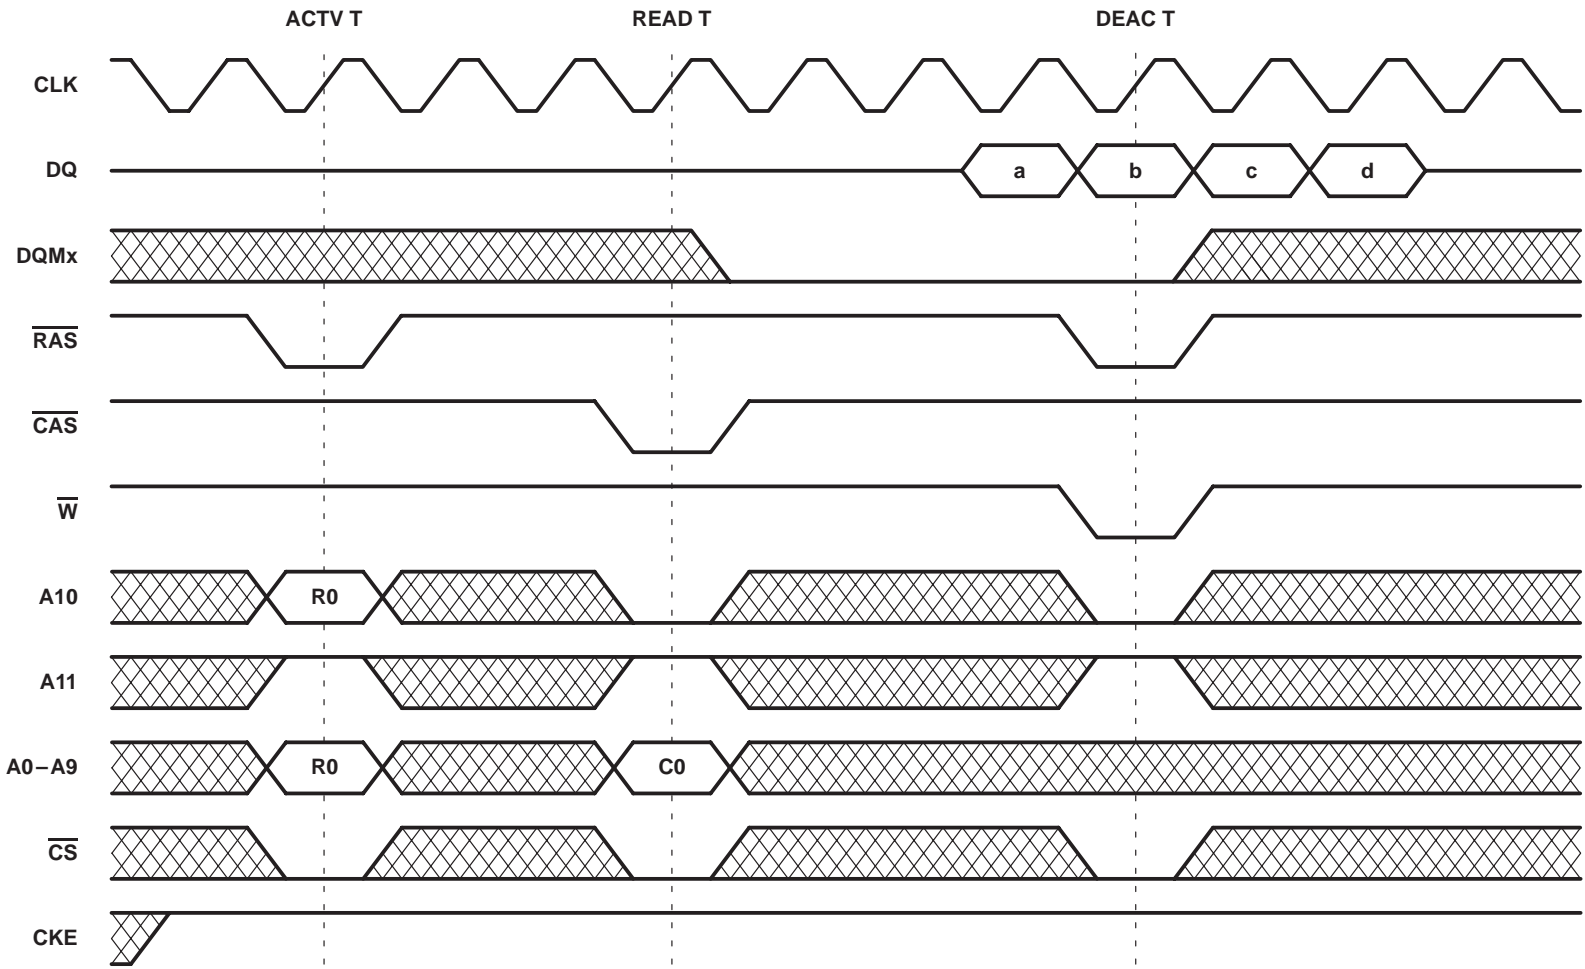 ACTV T READ T DEAC T
CLK
DQ a b c d
DQMx
RAS
CAS
W
A10 R0
A11
A0–A9 R0 C0
CS
CKE